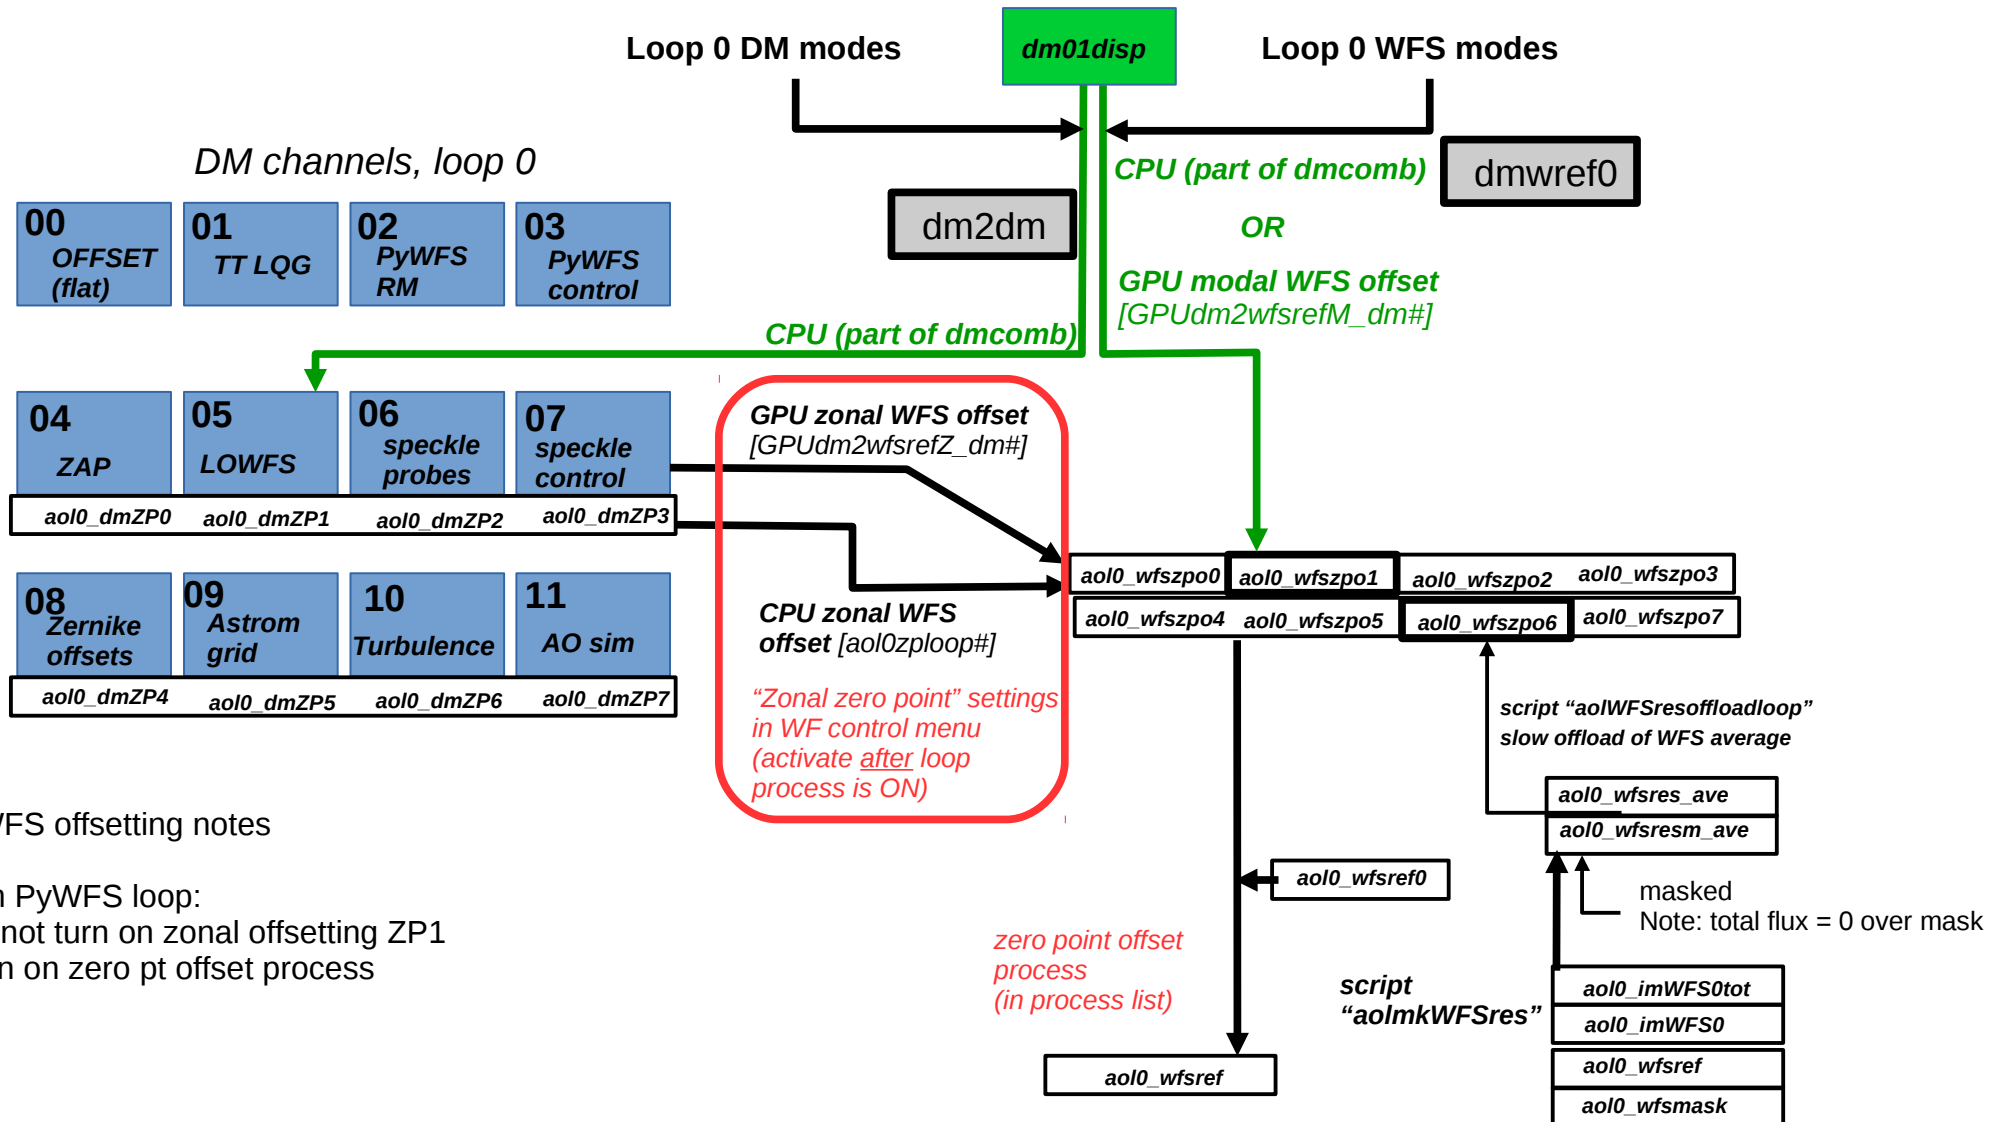 Loop 0 DM modes
dm01disp
Loop 0 WFS modes
DM channels, loop 0
CPU (part of dmcomb)
dmwref0
dm2dm
OR
GPU modal WFS offset
[GPUdm2wfsrefM_dm#]
CPU (part of dmcomb)
00
OFFSET
(flat)
01
TT LQG
02
PyWFS
RM
03
PyWFS
control
04
ZAP
05
LOWFS
06
speckle
probes
07
speckle
control
aol0_dmZP0
aol0_dmZP1
aol0_dmZP2
aol0_dmZP3
08
Zernike
offsets
09
Astrom
grid
10
Turbulence
11
AO sim
aol0_dmZP4
aol0_dmZP5
aol0_dmZP6
aol0_dmZP7
GPU zonal WFS offset
[GPUdm2wfsrefZ_dm#]
CPU zonal WFS
offset [aol0zploop#]
“Zonal zero point” settings
in WF control menu
(activate after loop
process is ON)
aol0_wfszpo0
aol0_wfszpo1
aol0_wfszpo2
aol0_wfszpo3
aol0_wfszpo4
aol0_wfszpo5
aol0_wfszpo6
aol0_wfszpo7
script “aolWFSresoffloadloop”
slow offload of WFS average
aol0_wfsres_ave
aol0_wfsresm_ave
masked
Note: total flux = 0 over mask
aol0_wfsref0
zero point offset
process
(in process list)
script
“aolmkWFSres”
aol0_imWFS0tot
aol0_imWFS0
aol0_wfsref
aol0_wfsmask
aol0_wfsref
FS offsetting notes
PyWFS loop:
not turn on zonal offsetting ZP1
n on zero pt offset process